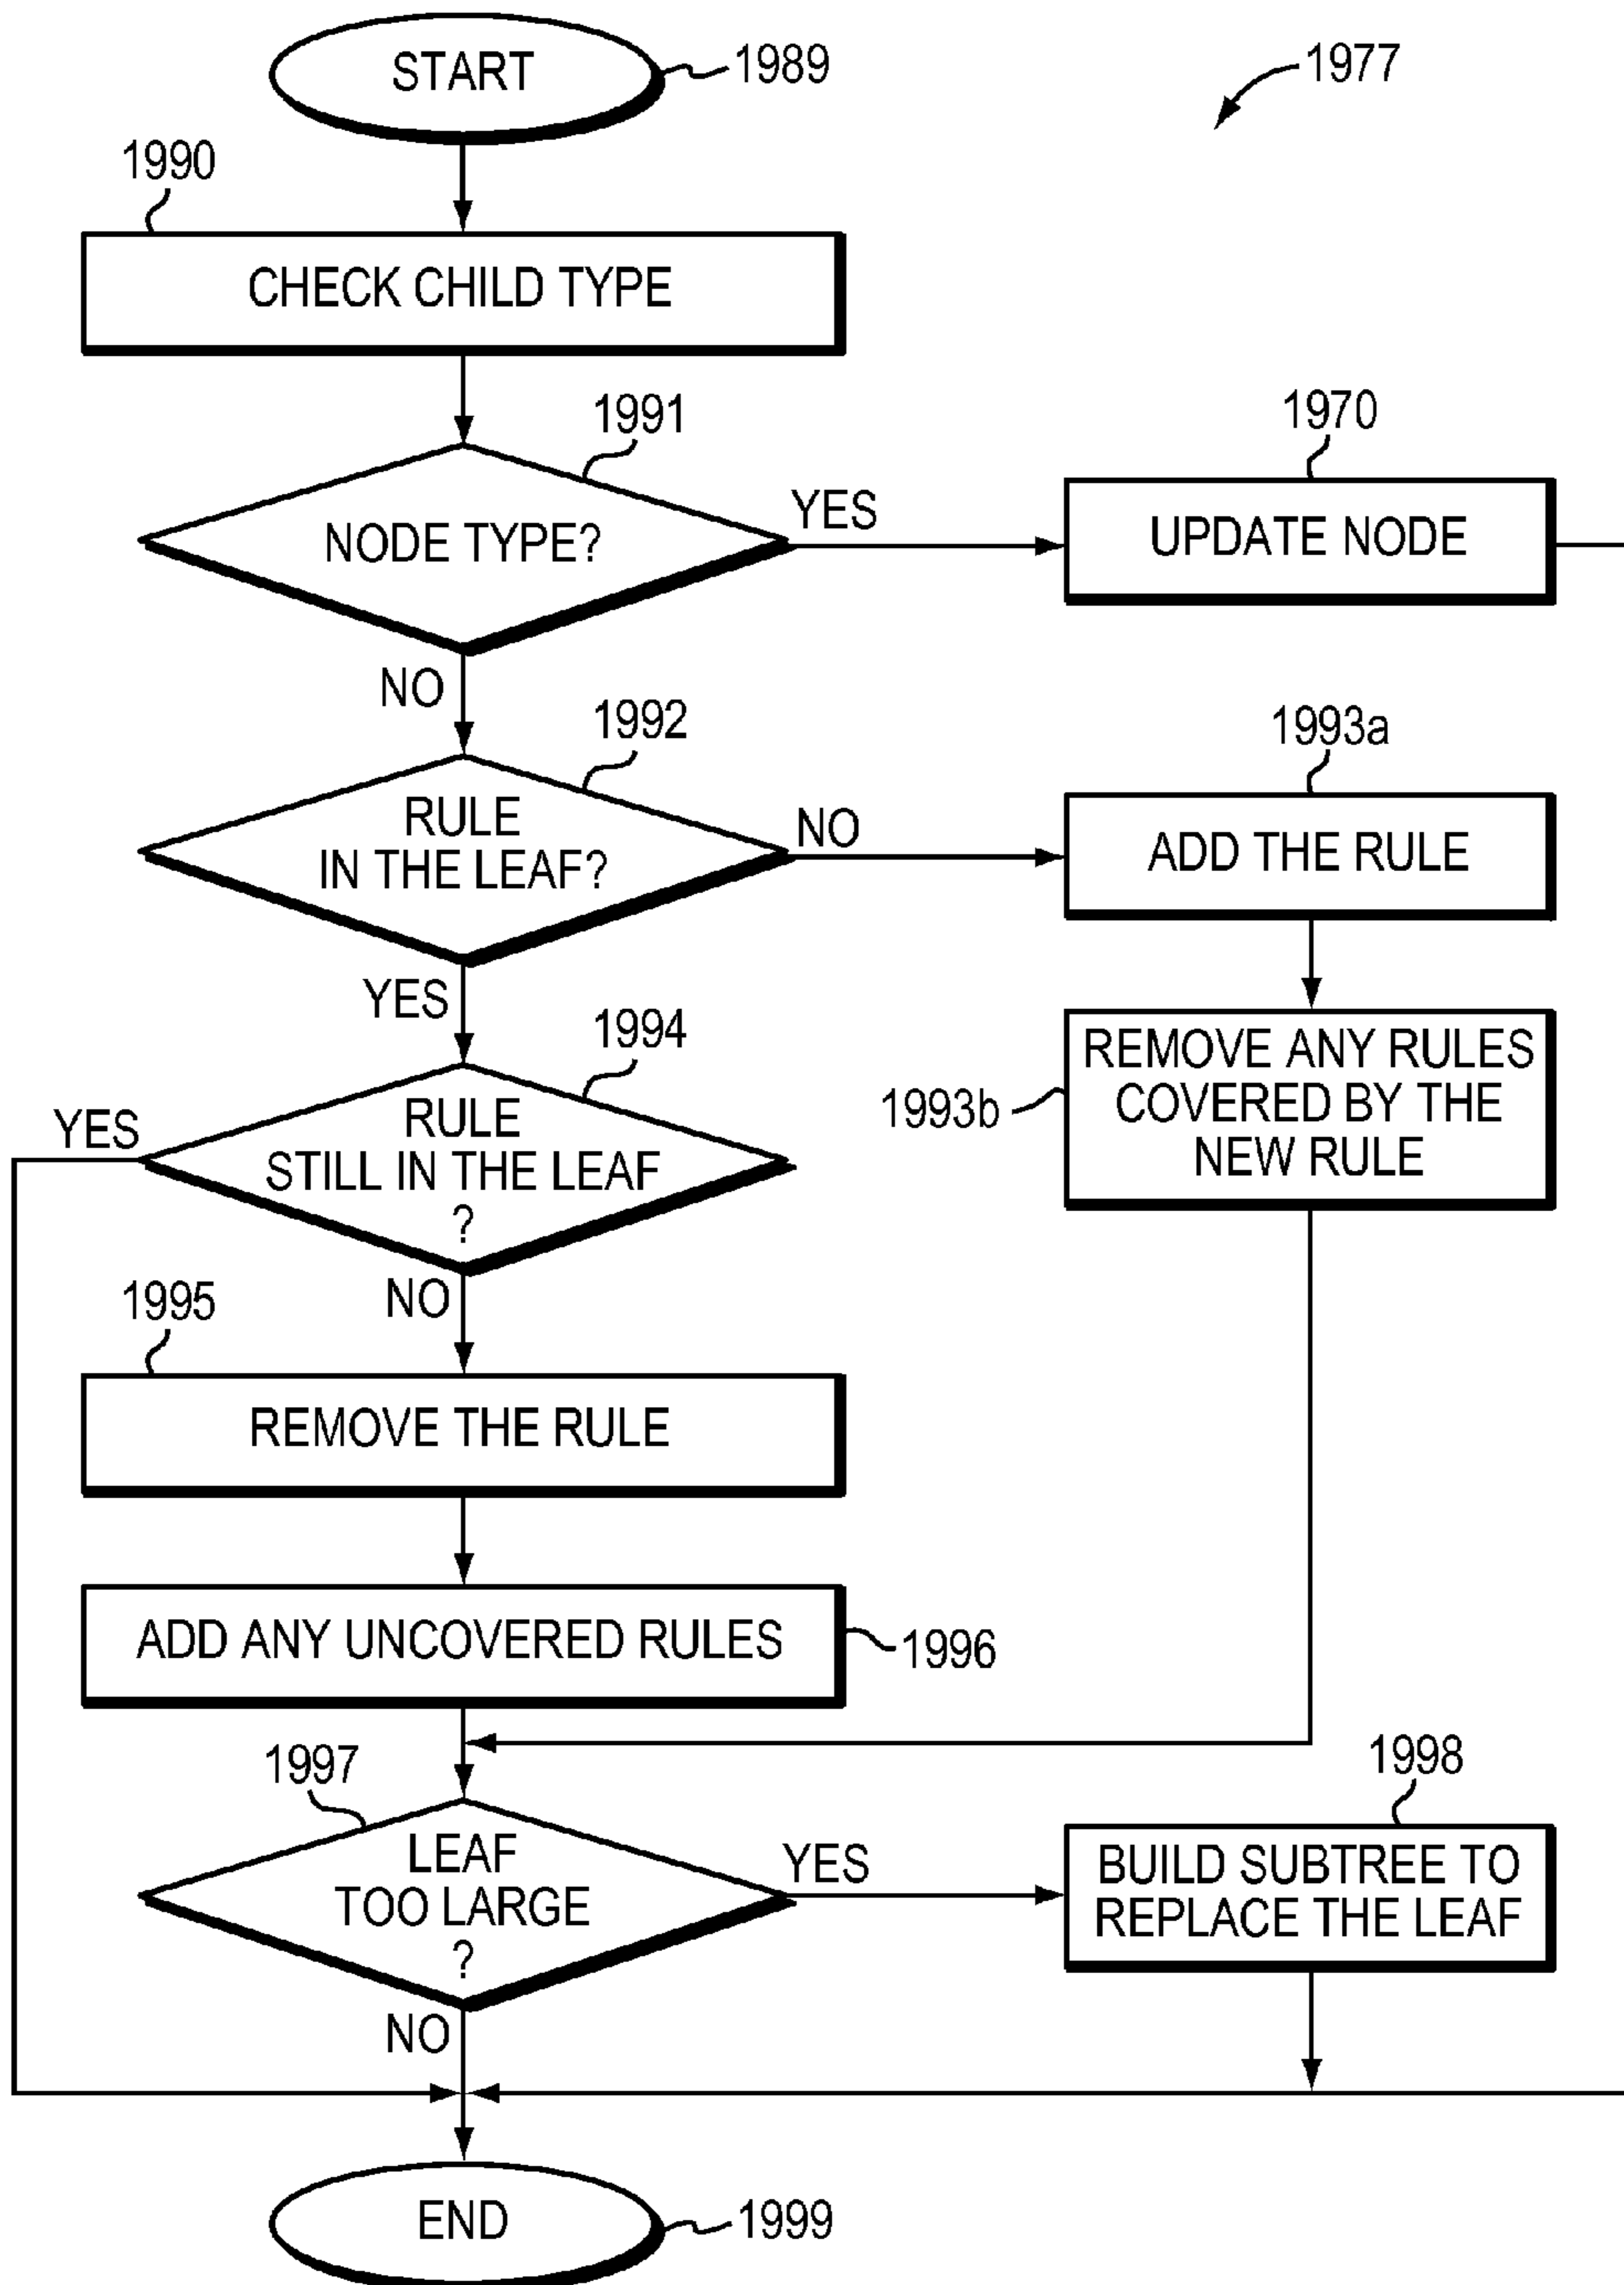 START
1989
1977
1990
CHECK CHILD TYPE
1991
1970
NODE TYPE?
YES
UPDATE NODE
NO
1992
1993a
RULE
IN THE LEAF?
NO
ADD THE RULE
YES
1994
REMOVE ANY RULES
COVERED BY THE
NEW RULE
1993b
YES
RULE
STILL IN THE LEAF
?
NO
1995
REMOVE THE RULE
ADD ANY UNCOVERED RULES
1996
1997
1998
LEAF
TOO LARGE
?
YES
BUILD SUBTREE TO
REPLACE THE LEAF
NO
END
1999